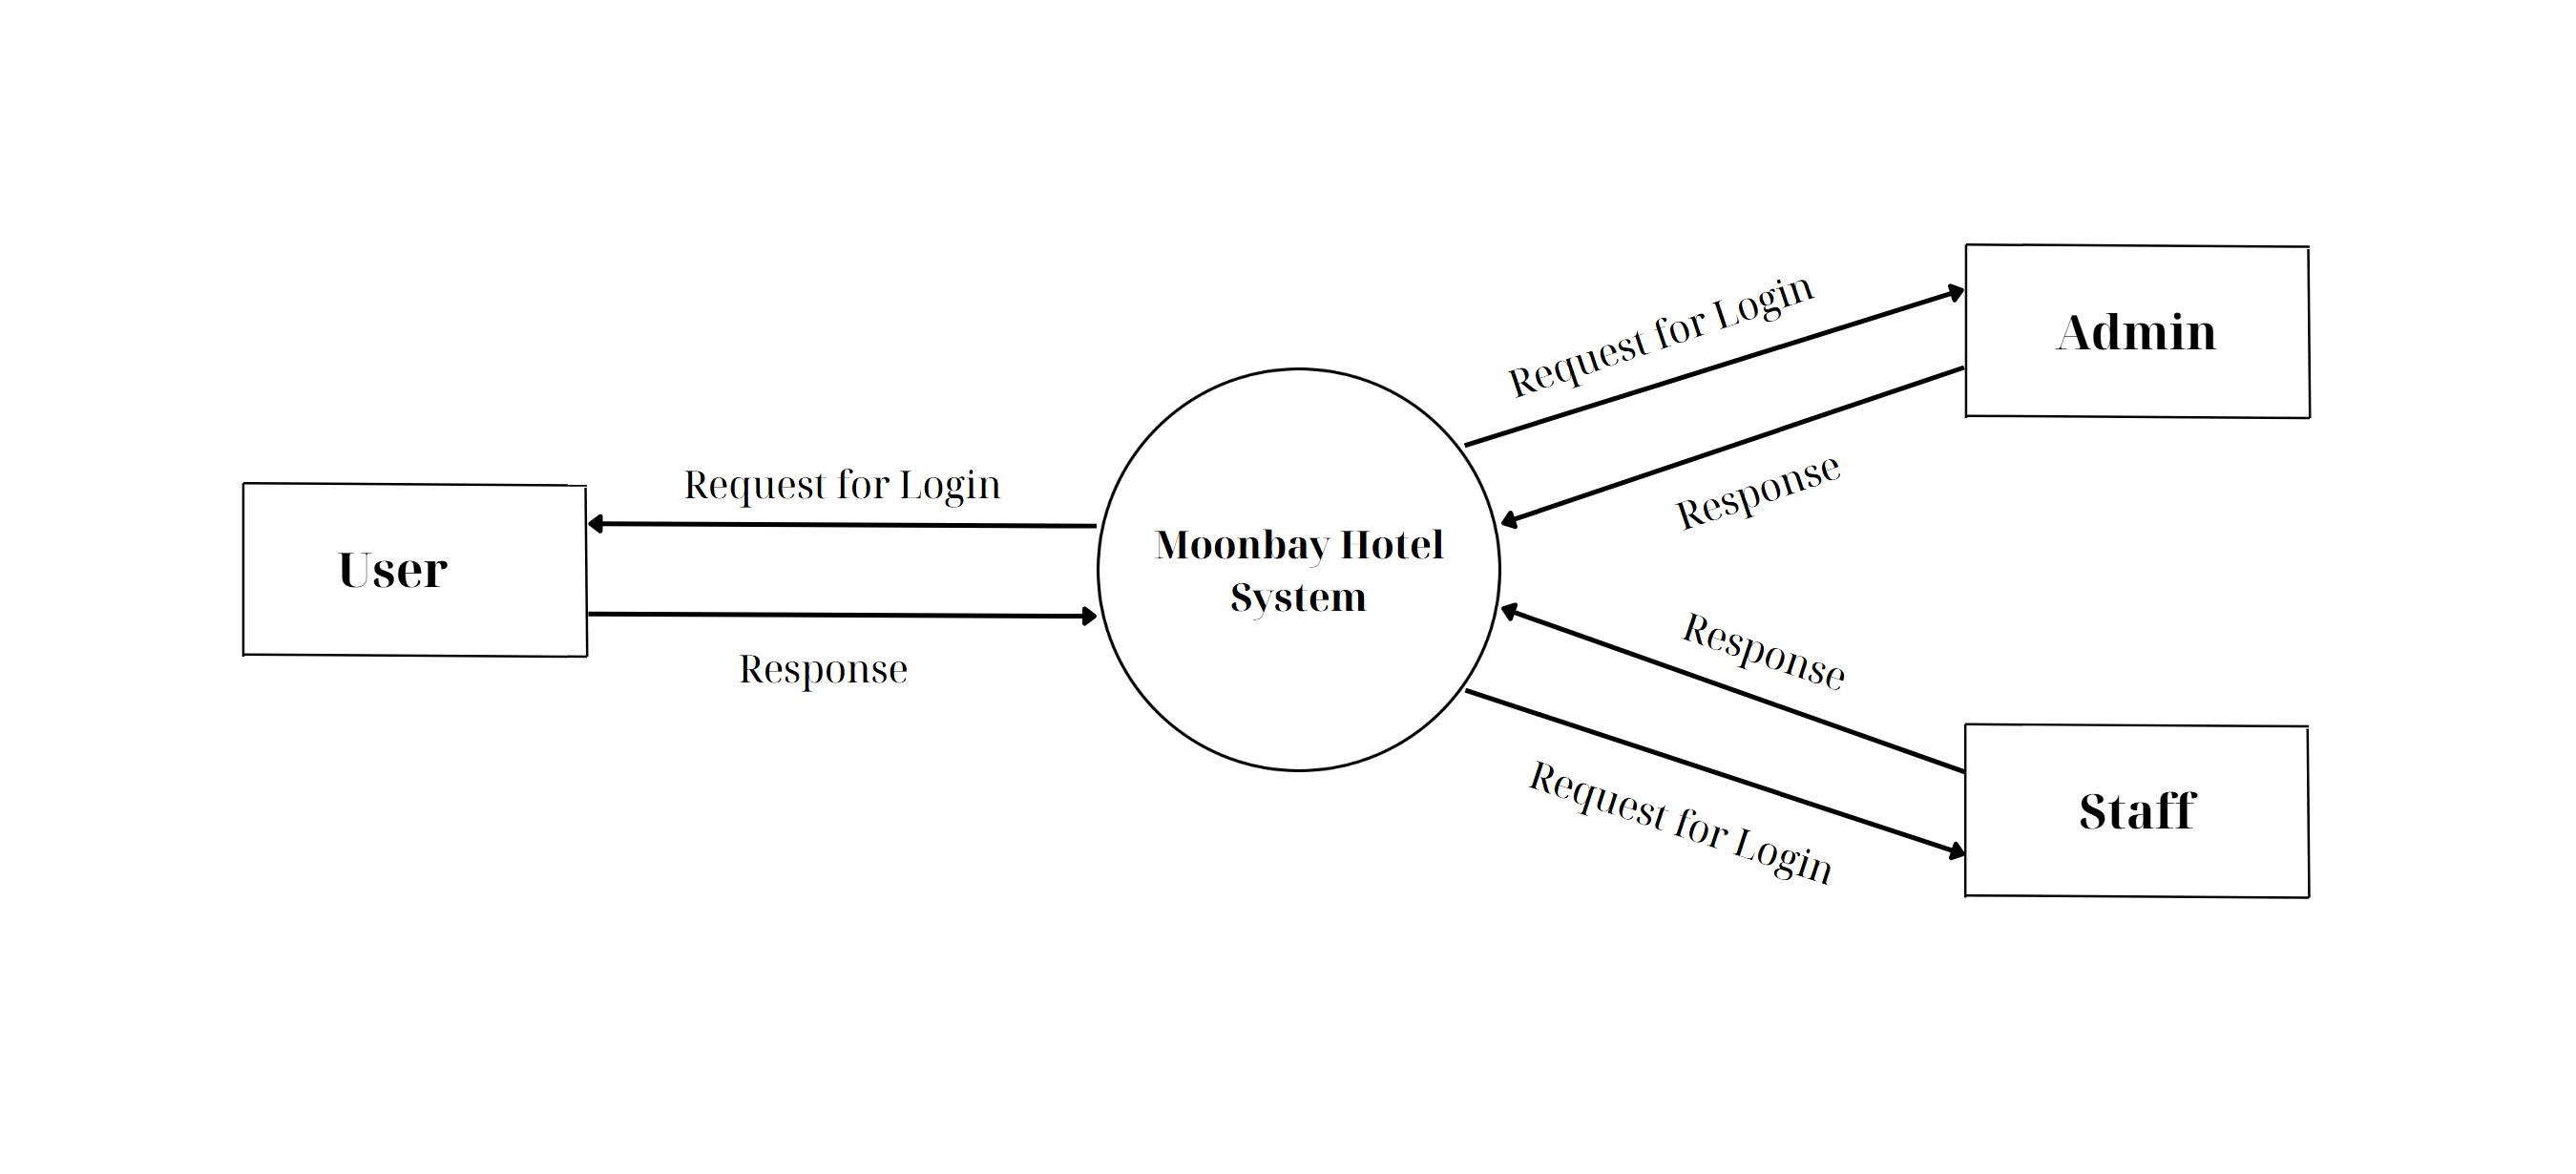 Request for Login
Admin
Response
Request for Login
User
Moonbay Hotel
System
Response
Response
Request for Login
Staff